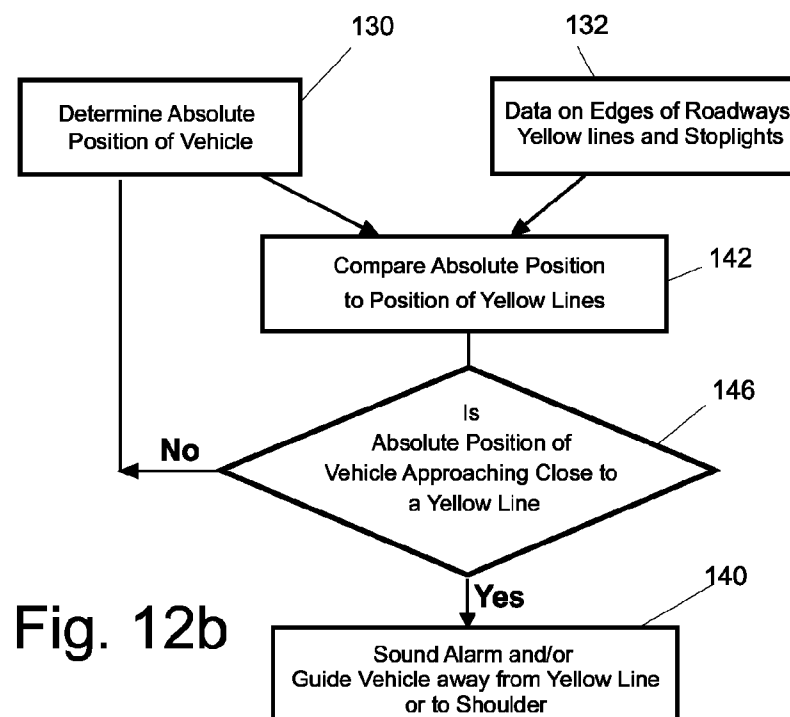 130
132
Determine Absolute
Position of Vehicle
Data on Edges of Roadways
Yellow lines and Stoplights
Compare Absolute Position
to Position of Yellow Lines
142
Is
Absolute Position of
Vehicle Approaching Close to
a Yellow Line
146
No
Yes
140
Fig. 12b
Sound Alarm and/or
Guide Vehicle away from Yellow Line
or to Shoulder